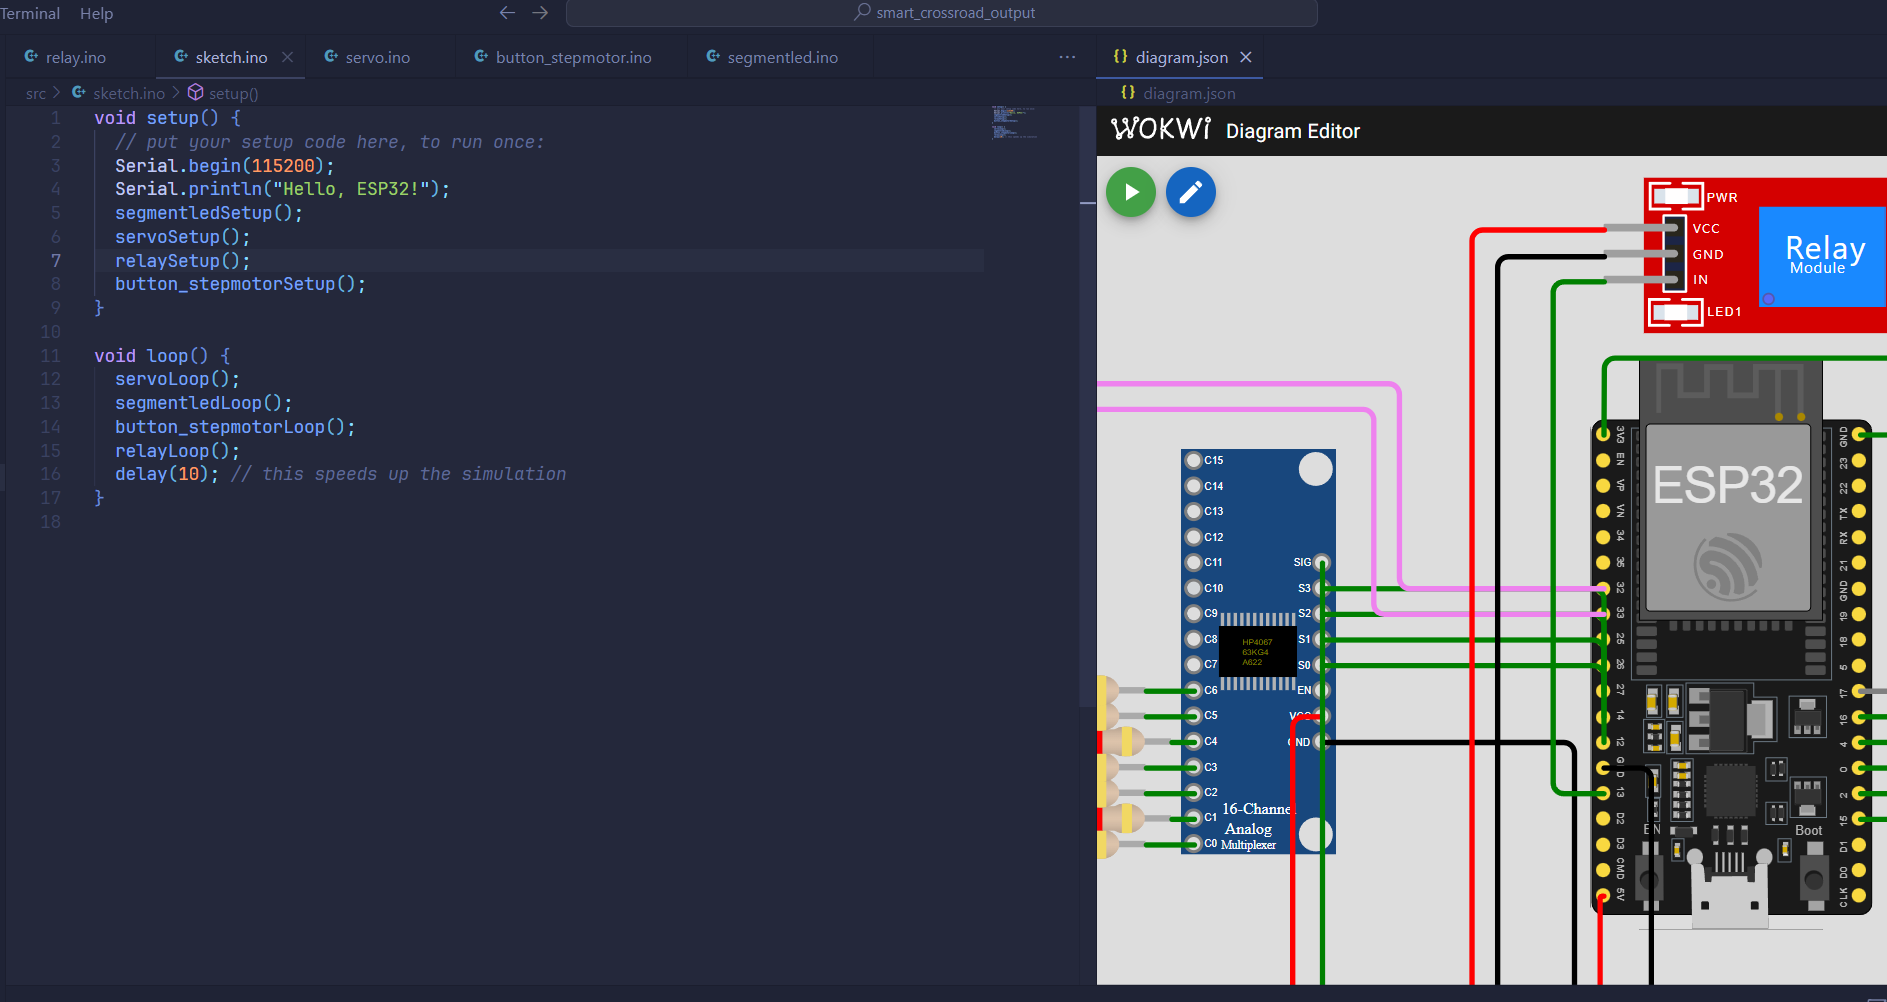 Terminal Help
smart_crossroad_output
relay.ino sketch.ino servo.ino button_stepmotor.ino segmentled.ino ...
diagram.json
src > sketch.ino > setup()
diagram.json
1 void setup() {
2 // put your setup code here, to run once:
3 Serial.begin(115200);
4 Serial.println("Hello, ESP32!");
5 segmentledSetup();
6 servoSetup();
7 relaySetup();
8 button_stepmotorSetup();
9 }
10
11 void loop() {
12 servoLoop();
13 segmentledLoop();
14 button_stepmotorLoop();
15 relayLoop();
16 delay(10); // this speeds up the simulation
17 }
18
WOKWI Diagram Editor
PWR
VCC
GND
IN
LED1
Relay
Module
C15
C14
C13
C12
C11
C10
C9
C8
C7
C6
C5
C4
C3
C2
C1
C0
SIG
S3
S2
S1
S0
EN
VCC
GND
HP4067
63KG4
A622
16-Channel
Analog
Multiplexer
ESP32
3V3
EN
VP
VN
34
35
32
33
25
26
27
14
12
13
D2
D3
CMD
5V
GND
23
22
TX
RX
21
GND
19
18
5
17
16
4
0
2
15
D1
D0
CLK
EN
Boot